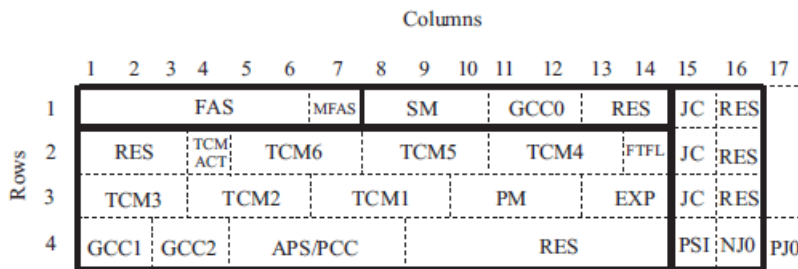 Columns
1 2 3 4 5 6 7 8 9 10 11 12 13 14 15 16 17
Rows
1 FAS MFAS SM GCC0 RES JC RES
2 RES TCM ACT TCM6 TCM5 TCM4 FTFL JC RES
3 TCM3 TCM2 TCM1 PM EXP JC RES
4 GCC1 GCC2 APS/PCC RES PSI NJ0 PJ0